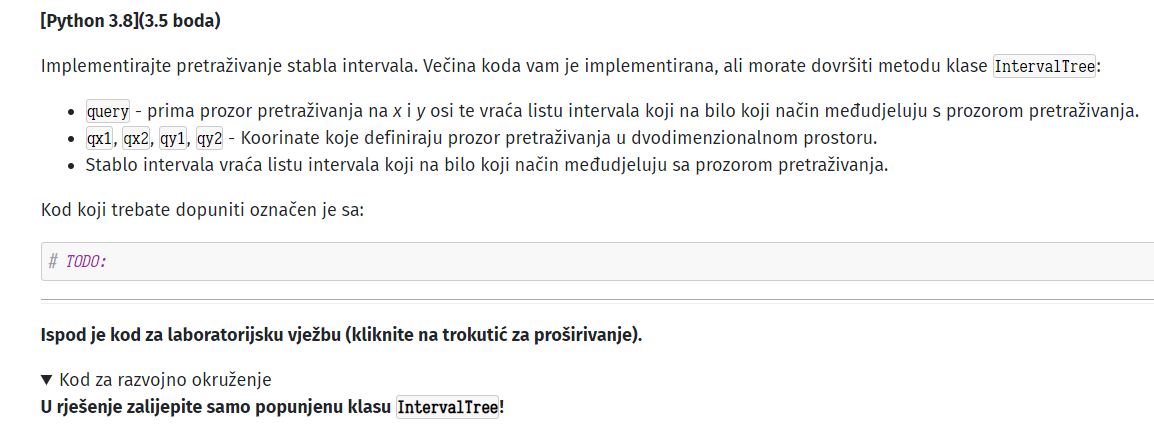 [Python 3.8](3.5 boda)
Implementirajte pretraživanje stabla intervala. Večina koda vam je implementirana, ali morate dovršiti metodu klase IntervalTree:
• query - prima prozor pretraživanja na x i y osi te vraća listu intervala koji na bilo koji način međudjeluju s prozorom pretraživanja.
• qx1, qx2, qy1, qy2 - Koorinate koje definiraju prozor pretraživanja u dvodimenzionalnom prostoru.
• Stablo intervala vraća listu intervala koji na bilo koji način međudjeluju sa prozorom pretraživanja.
Kod koji trebate dopuniti označen je sa:
# TODO:
Ispod je kod za laboratorijsku vježbu (kliknite na trokutić za proširivanje).
▼ Kod za razvojno okruženje
U rješenje zalijepite samo popunjenu klasu IntervalTree!